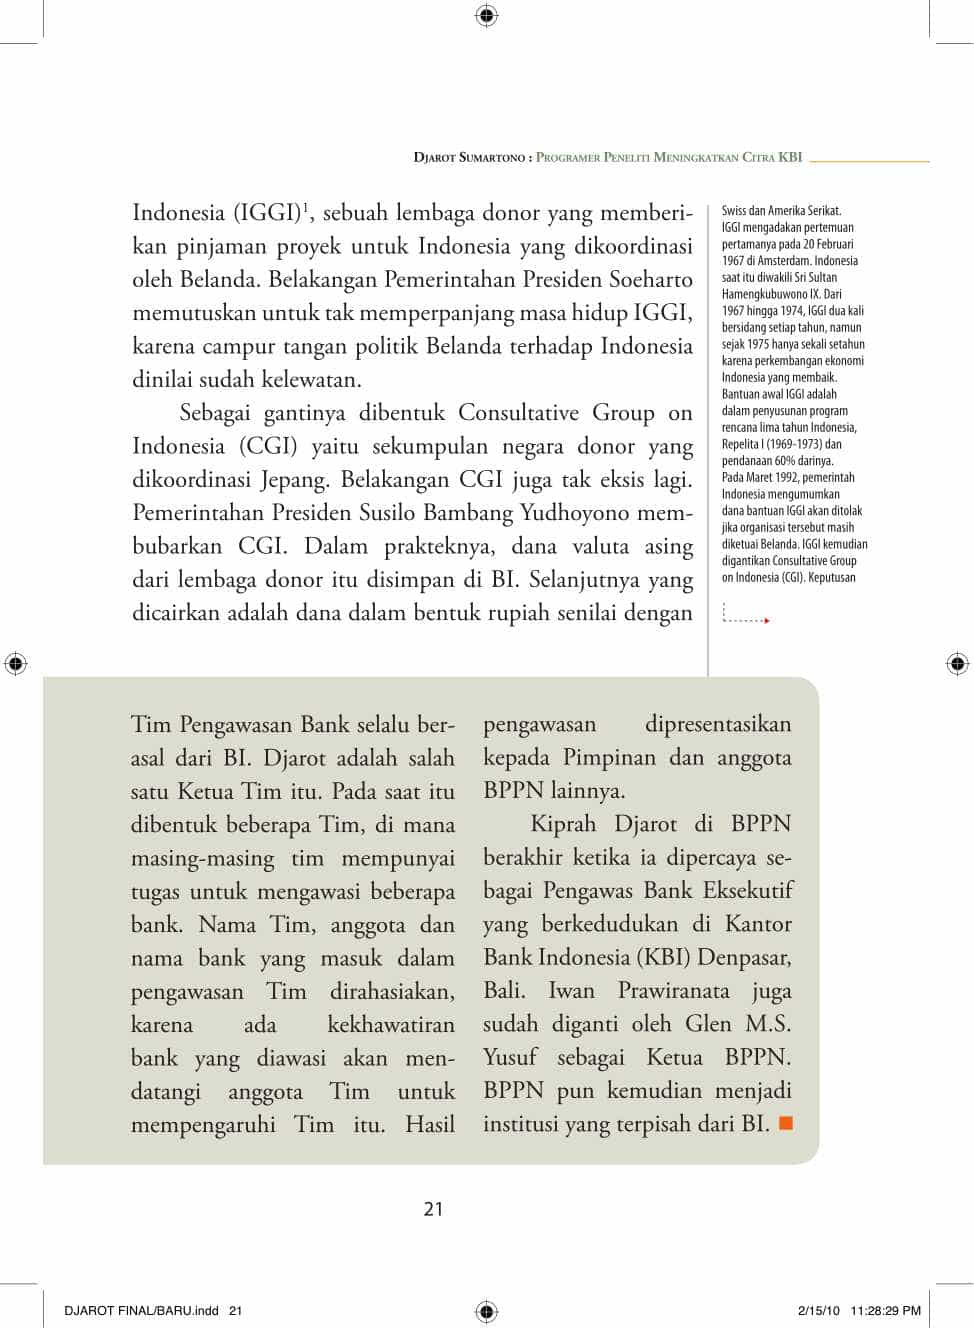 Djarot Sumartono : Programer Peneliti Meningkatkan Citra KBI
Indonesia (IGGI)1, sebuah lembaga donor yang memberi-
kan pinjaman proyek untuk Indonesia yang dikoordinasi
oleh Belanda. Belakangan Pemerintahan Presiden Soeharto
memutuskan untuk tak memperpanjang masa hidup IGGI,
karena campur tangan politik Belanda terhadap Indonesia
dinilai sudah kelewatan.
Sebagai gantinya dibentuk Consultative Group on
Indonesia (CGI) yaitu sekumpulan negara donor yang
dikoordinasi Jepang. Belakangan CGI juga tak eksis lagi.
Pemerintahan Presiden Susilo Bambang Yudhoyono mem-
bubarkan CGI. Dalam prakteknya, dana valuta asing
dari lembaga donor itu disimpan di BI. Selanjutnya yang
dicairkan adalah dana dalam bentuk rupiah senilai dengan
Swiss dan Amerika Serikat.
IGGI mengadakan pertemuan
pertamanya pada 20 Februari
1967 di Amsterdam. Indonesia
saat itu diwakili Sri Sultan
Hamengkubuwono IX. Dari
1967 hingga 1974, IGGI dua kali
bersidang setiap tahun, namun
sejak 1975 hanya sekali setahun
karena perkembangan ekonomi
Indonesia yang membaik.
Bantuan awal IGGI adalah
dalam penyusunan program
rencana lima tahun Indonesia,
Repelita I (1969-1973) dan
pendanaan 60% darinya.
Pada Maret 1992, pemerintah
Indonesia mengumumkan
dana bantuan IGGI akan ditolak
jika organisasi tersebut masih
diketuai Belanda. IGGI kemudian
digantikan Consultative Group
on Indonesia (CGI). Keputusan
Tim Pengawasan Bank selalu ber-
asal dari BI. Djarot adalah salah
satu Ketua Tim itu. Pada saat itu
dibentuk beberapa Tim, di mana
masing-masing tim mempunyai
tugas untuk mengawasi beberapa
bank. Nama Tim, anggota dan
nama bank yang masuk dalam
pengawasan Tim dirahasiakan,
karena ada kekhawatiran
bank yang diawasi akan men-
datangi anggota Tim untuk
mempengaruhi Tim itu. Hasil
pengawasan dipresentasikan
kepada Pimpinan dan anggota
BPPN lainnya.
Kiprah Djarot di BPPN
berakhir ketika ia dipercaya se-
bagai Pengawas Bank Eksekutif
yang berkedudukan di Kantor
Bank Indonesia (KBI) Denpasar,
Bali. Iwan Prawiranata juga
sudah diganti oleh Glen M.S.
Yusuf sebagai Ketua BPPN.
BPPN pun kemudian menjadi
institusi yang terpisah dari BI.
21
DJAROT FINAL/BARU.indd 21
2/15/10 11:28:29 PM